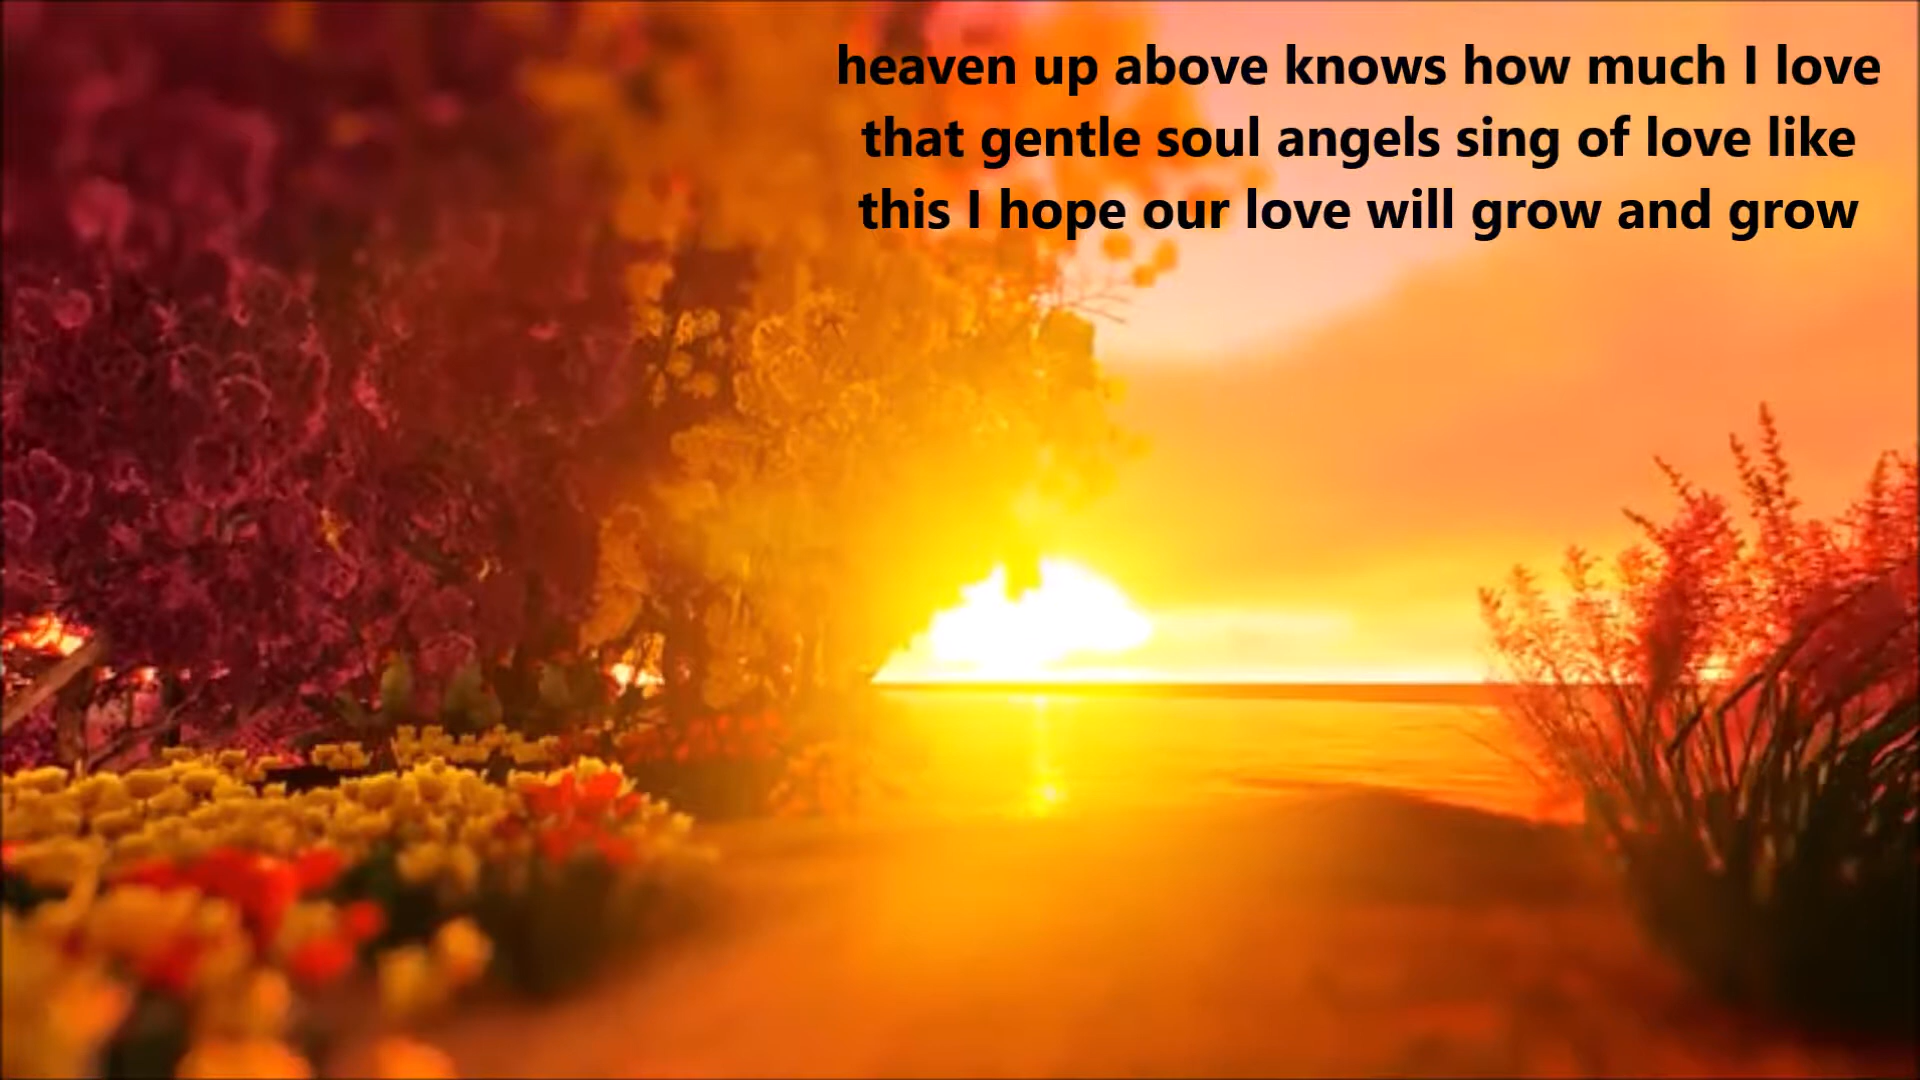 heaven up above knows how much I love
that gentle soul angels sing of love like
this I hope our love will grow and grow